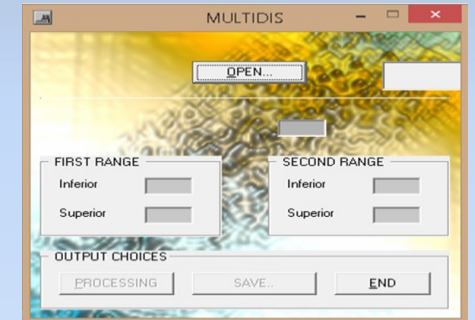 MULTIDIS
OPEN...
FIRST RANGE
Inferior
Superior
SECOND RANGE
Inferior
Superior
OUTPUT CHOICES
PROCESSING SAVE.. END